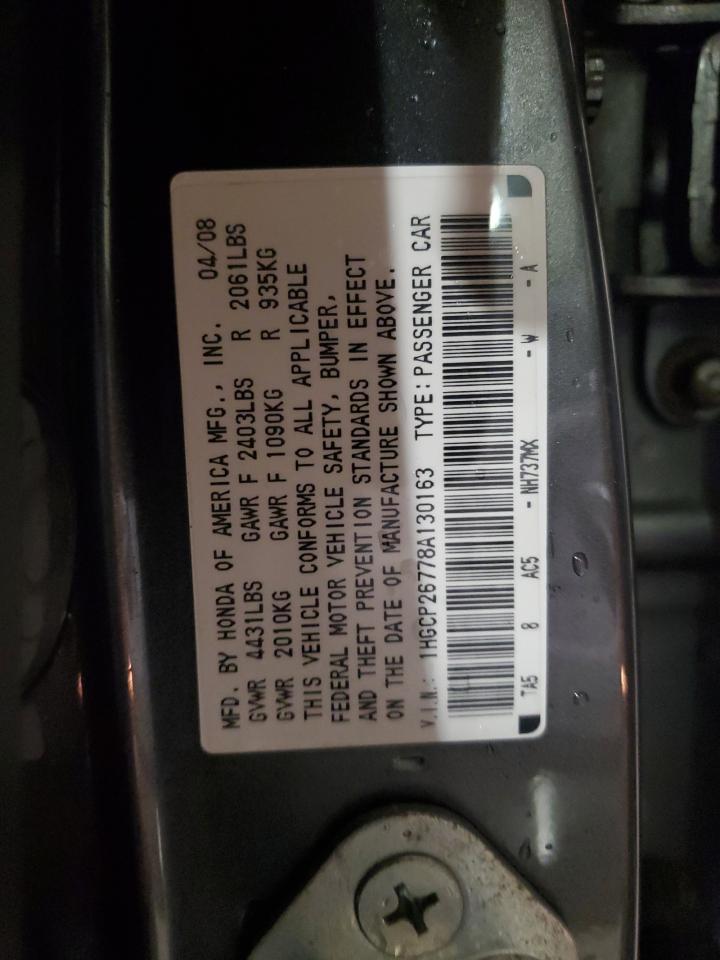 MFD. BY HONDA OF AMERICA MFG., INC. 04/08
GVWR 4431LBS GAWR F 2403LBS R 2061LBS
GVWR 2010KG GAWR F 1090KG R 935KG
THIS VEHICLE CONFORMS TO ALL APPLICABLE
FEDERAL MOTOR VEHICLE SAFETY, BUMPER,
AND THEFT PREVENTION STANDARDS IN EFFECT
ON THE DATE OF MANUFACTURE SHOWN ABOVE.
V.I.N.: 1HGCP26778A130163 TYPE: PASSENGER CAR
TA5 8 AC5 - NH737MX - W - A